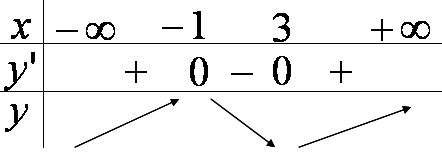 x −∞ −1 3 +∞
y' + 0 − 0 +
y